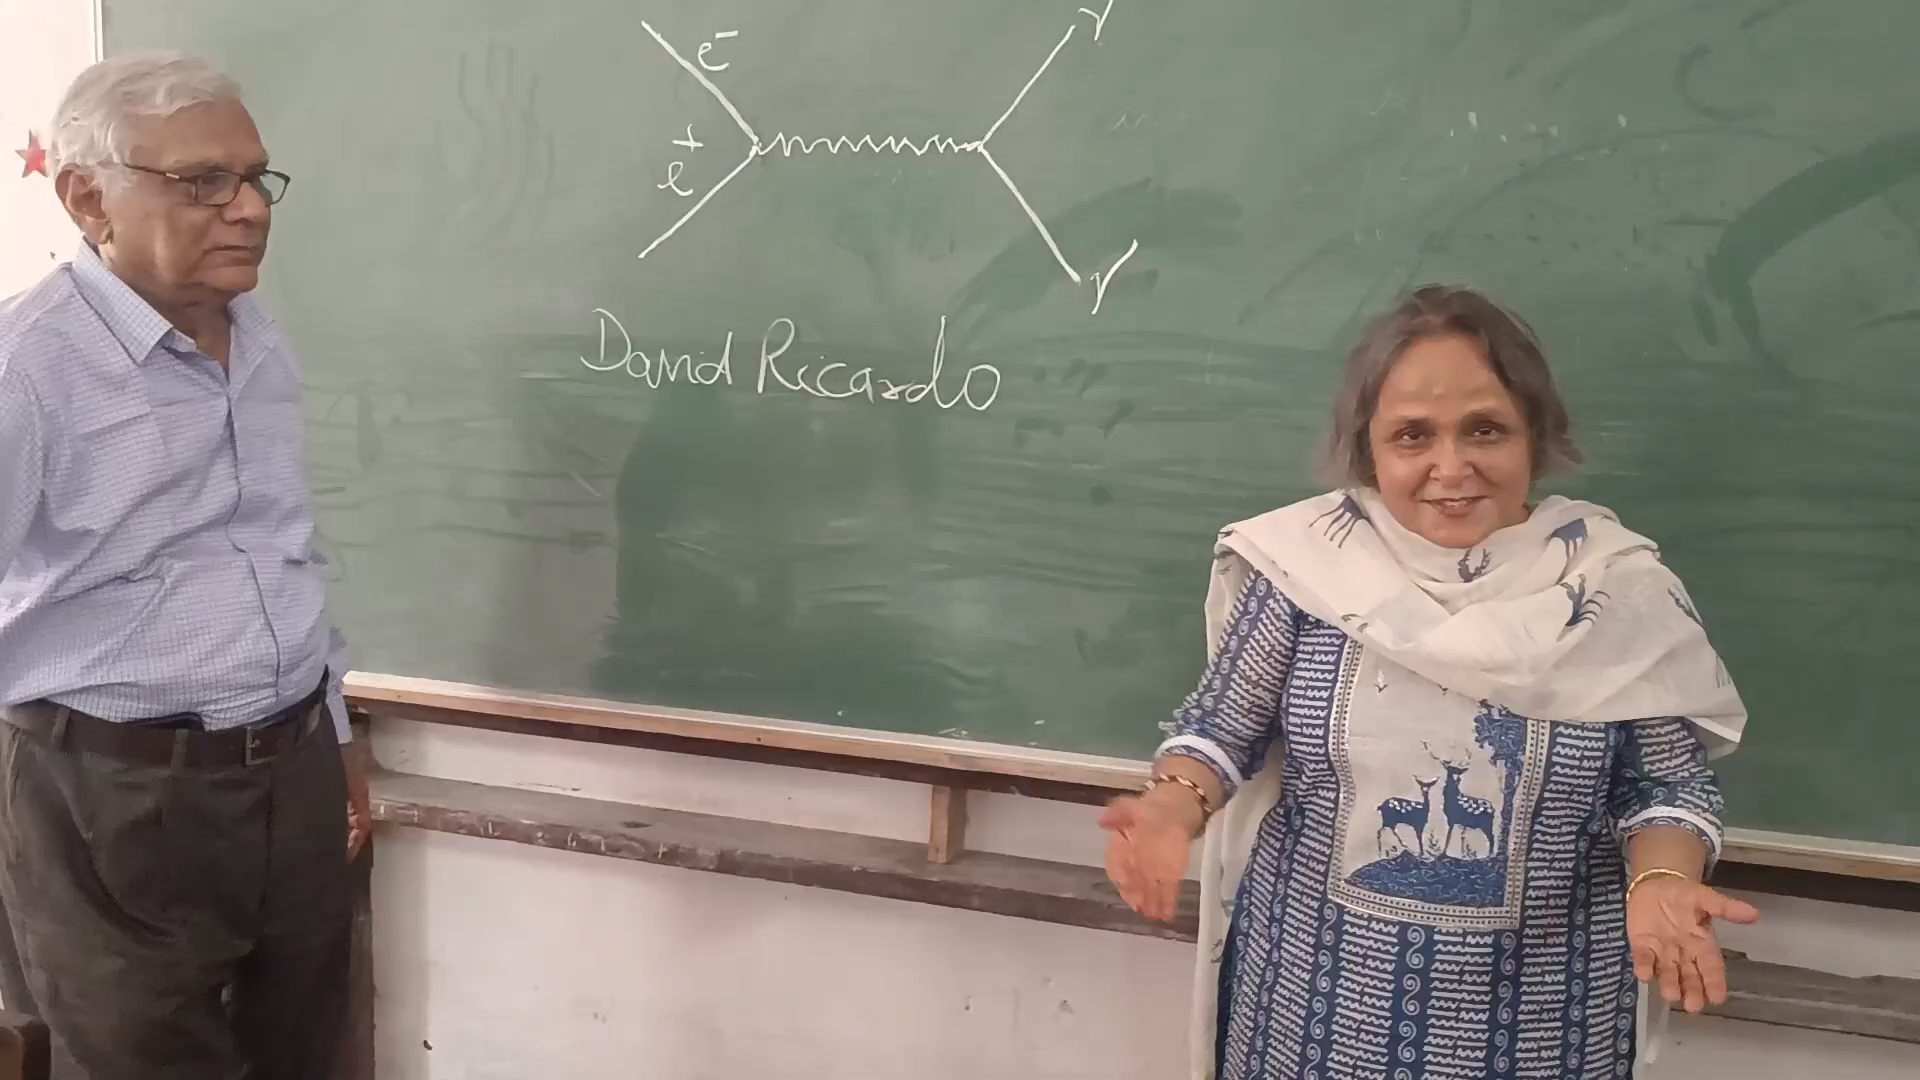 e⁻
γ
e⁺
γ
David Ricardo